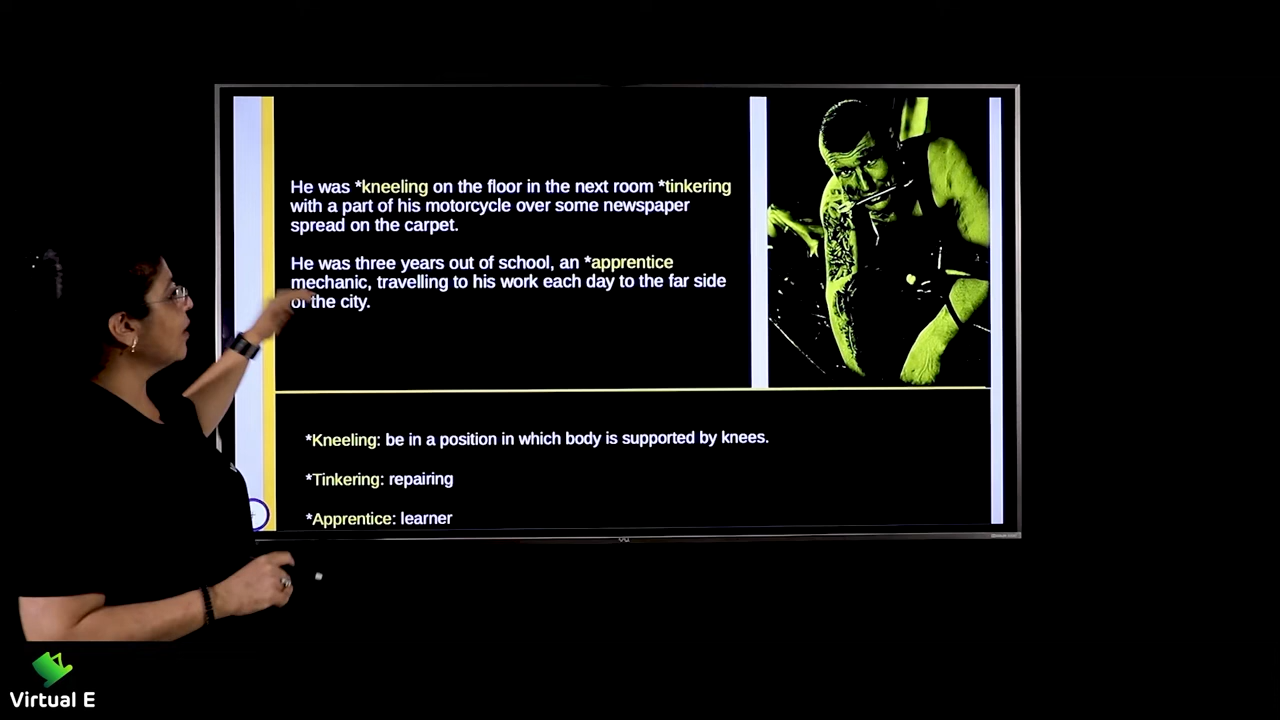 He was *kneeling on the floor in the next room *tinkering
with a part of his motorcycle over some newspaper
spread on the carpet.
He was three years out of school, an *apprentice
mechanic, travelling to his work each day to the far side
of the city.
*Kneeling: be in a position in which body is supported by knees.
*Tinkering: repairing
*Apprentice: learner
Virtual E